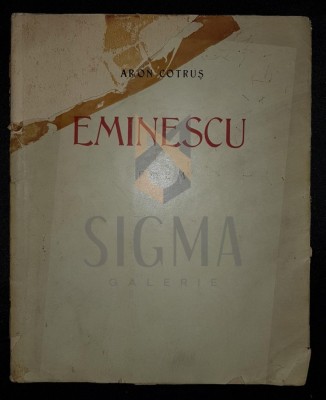 ARON COTRUȘ
EMINESCU
SIGMA
GALERIE